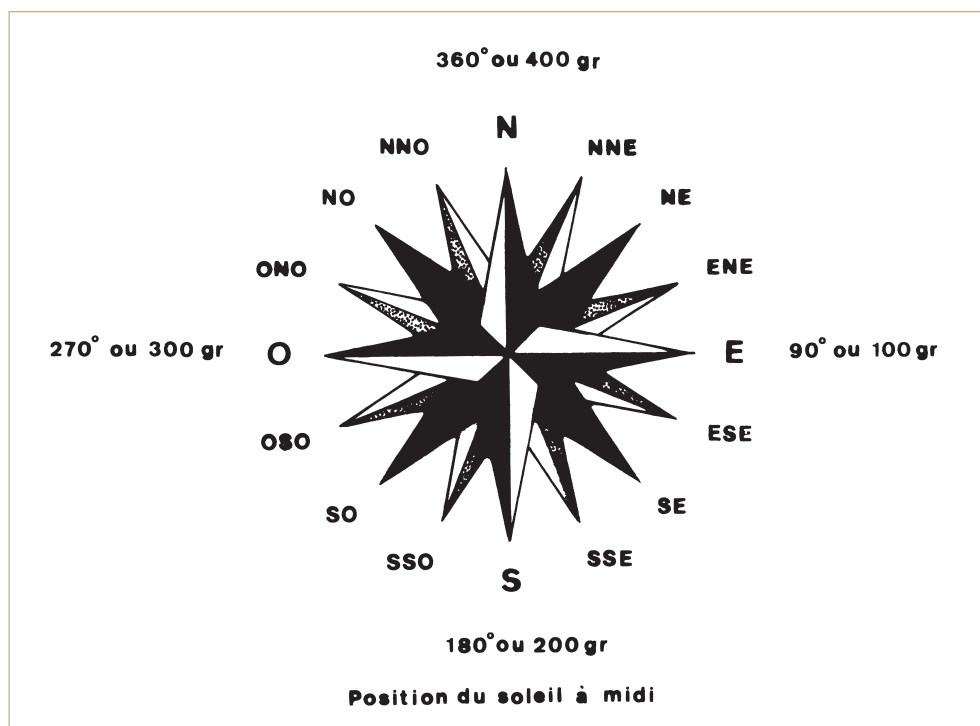 360° ou 400 gr
N
NNO
NNE
NO
NE
ONO
ENE
270° ou 300 gr
O
E
90° ou 100 gr
OSO
ESE
SO
SE
SSO
SSE
S
180° ou 200 gr
Position du soleil à midi